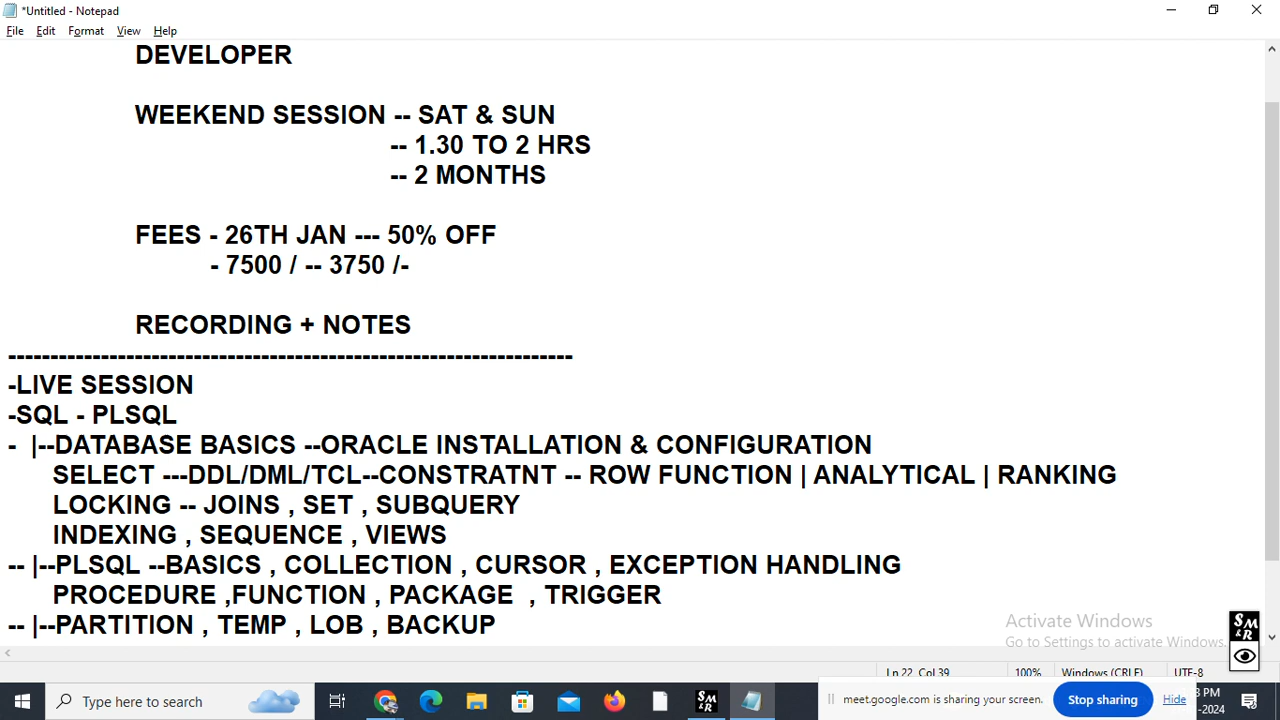 *Untitled - Notepad
File Edit Format View Help
DEVELOPER
WEEKEND SESSION -- SAT & SUN
-- 1.30 TO 2 HRS
-- 2 MONTHS
FEES - 26TH JAN --- 50% OFF
- 7500 / -- 3750 /-
RECORDING + NOTES
--------------------------------------------------------------------
-LIVE SESSION
-SQL - PLSQL
- |--DATABASE BASICS --ORACLE INSTALLATION & CONFIGURATION
SELECT ---DDL/DML/TCL--CONSTRATNT -- ROW FUNCTION | ANALYTICAL | RANKING
LOCKING -- JOINS , SET , SUBQUERY
INDEXING , SEQUENCE , VIEWS
-- |--PLSQL --BASICS , COLLECTION , CURSOR , EXCEPTION HANDLING
PROCEDURE ,FUNCTION , PACKAGE , TRIGGER
-- |--PARTITION , TEMP , LOB , BACKUP
Activate Windows
Go to Settings to activate Windows.
SM&R
Ln 22, Col 39 100% Windows (CRLF) UTF-8
Type here to search
SM&R
meet.google.com is sharing your screen. Stop sharing Hide
3 PM
-2024